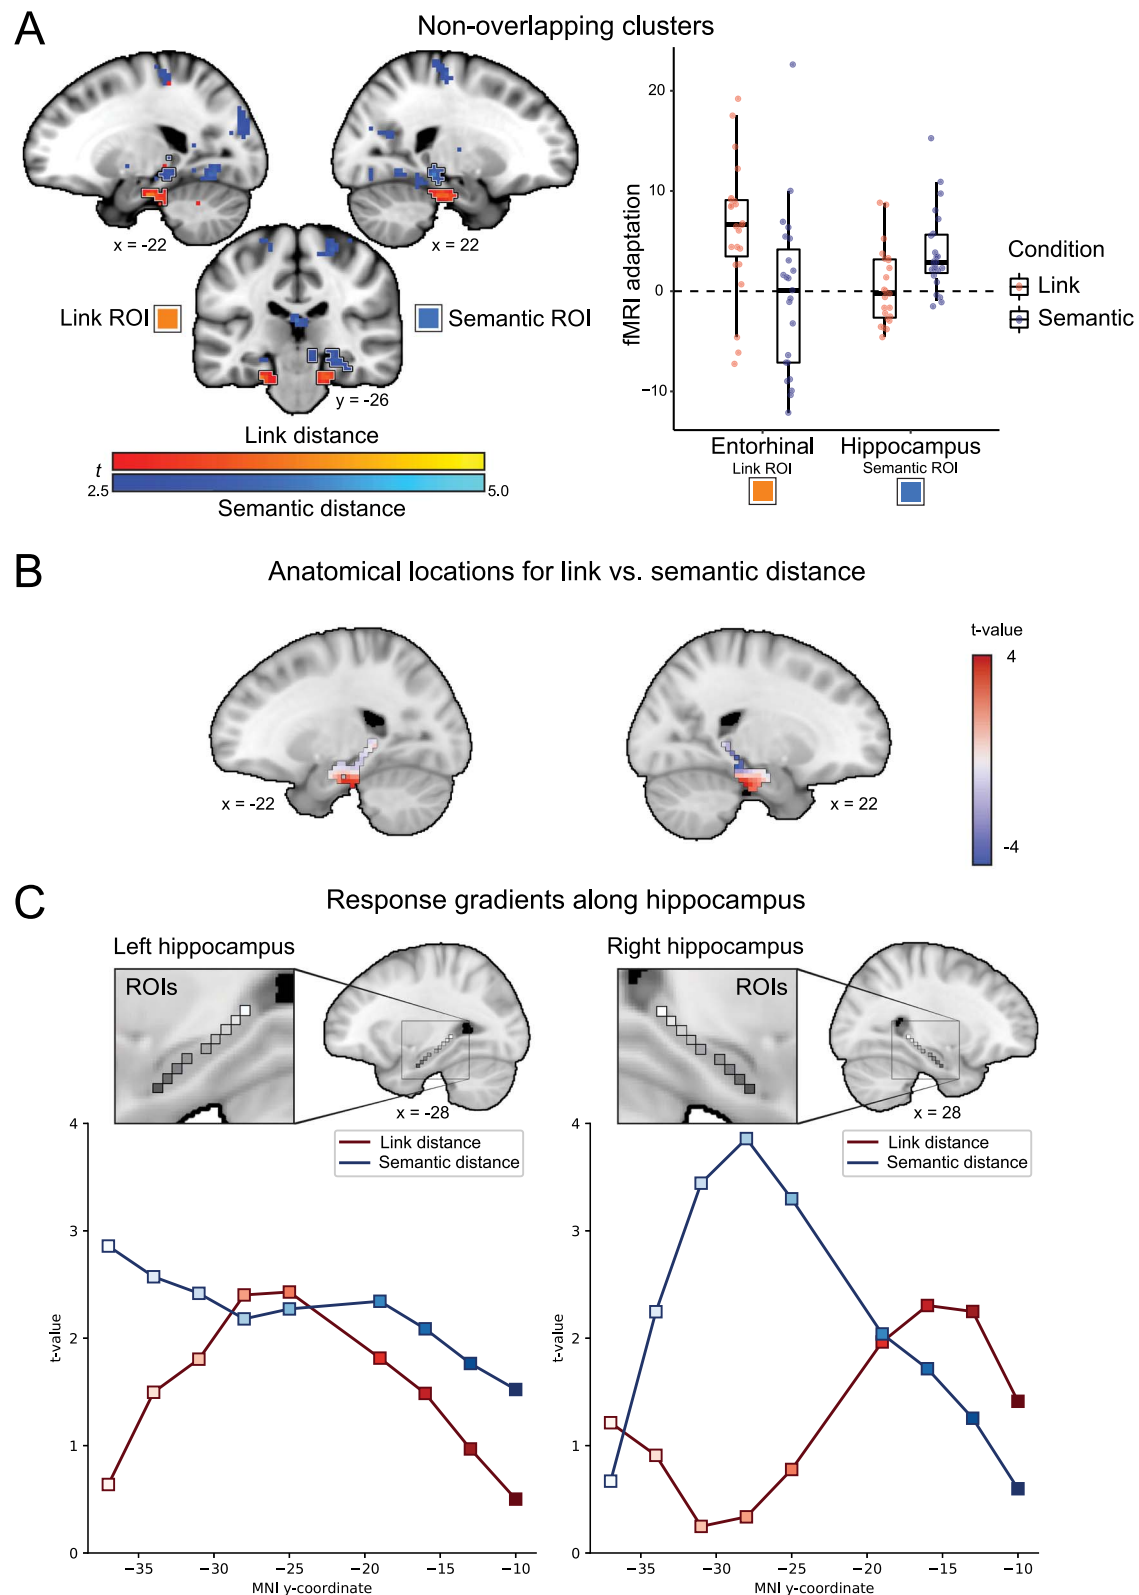 A
Non-overlapping clusters
x = -22
x = 22
Link ROI
Semantic ROI
y = -26
Link distance
t
2.5
5.0
Semantic distance
fMRI adaptation
20
10
0
−10
Entorhinal
Link ROI
Hippocampus
Semantic ROI
Condition
Link
Semantic
B
Anatomical locations for link vs. semantic distance
x = -22
x = 22
t-value
4
-4
C
Response gradients along hippocampus
Left hippocampus
ROIs
x = -28
Right hippocampus
ROIs
x = 28
Link distance
Semantic distance
t-value
4
3
2
1
0
−35
−30
−25
−20
−15
−10
MNI y-coordinate
Link distance
Semantic distance
t-value
4
3
2
1
0
−35
−30
−25
−20
−15
−10
MNI y-coordinate